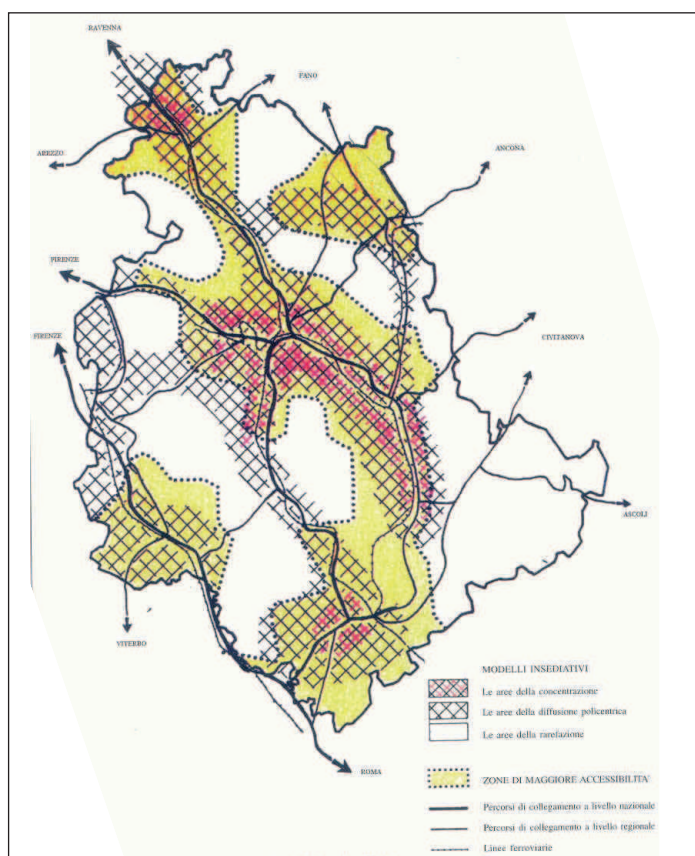 RAVENNA
FANO
AREZZO
ANCONA
FIRENZE
FIRENZE
CIVITANOVA
ASCOLI
VITERBO
ROMA
MODELLI INSEDIATIVI
Le aree della concentrazione
Le aree della diffusione policentrica
Le aree della rarefazione
ZONE DI MAGGIORE ACCESSIBILITA'
Percorsi di collegamento a livello nazionale
Percorsi di collegamento a livello regionale
Linee ferroviarie